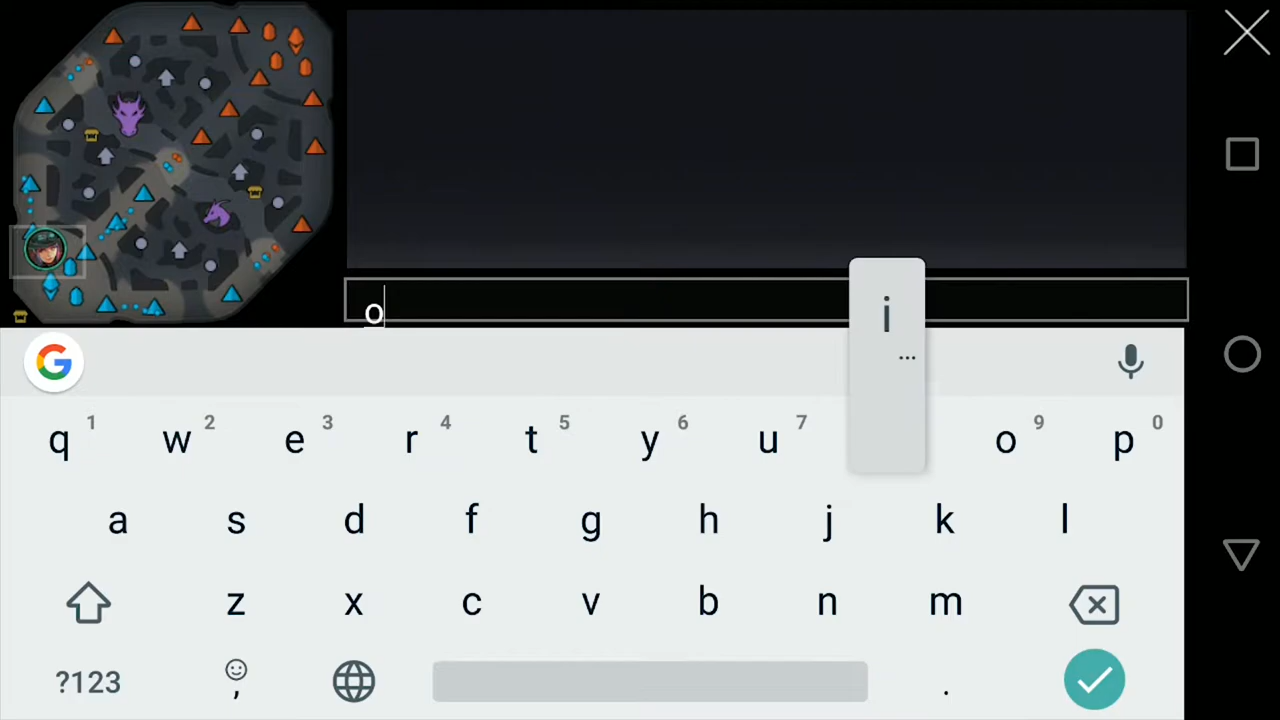 o
i
...
q 1 w 2 e 3 r 4 t 5 y 6 u 7 o 9 p 0
a s d f g h j k l
z x c v b n m
?123 , .